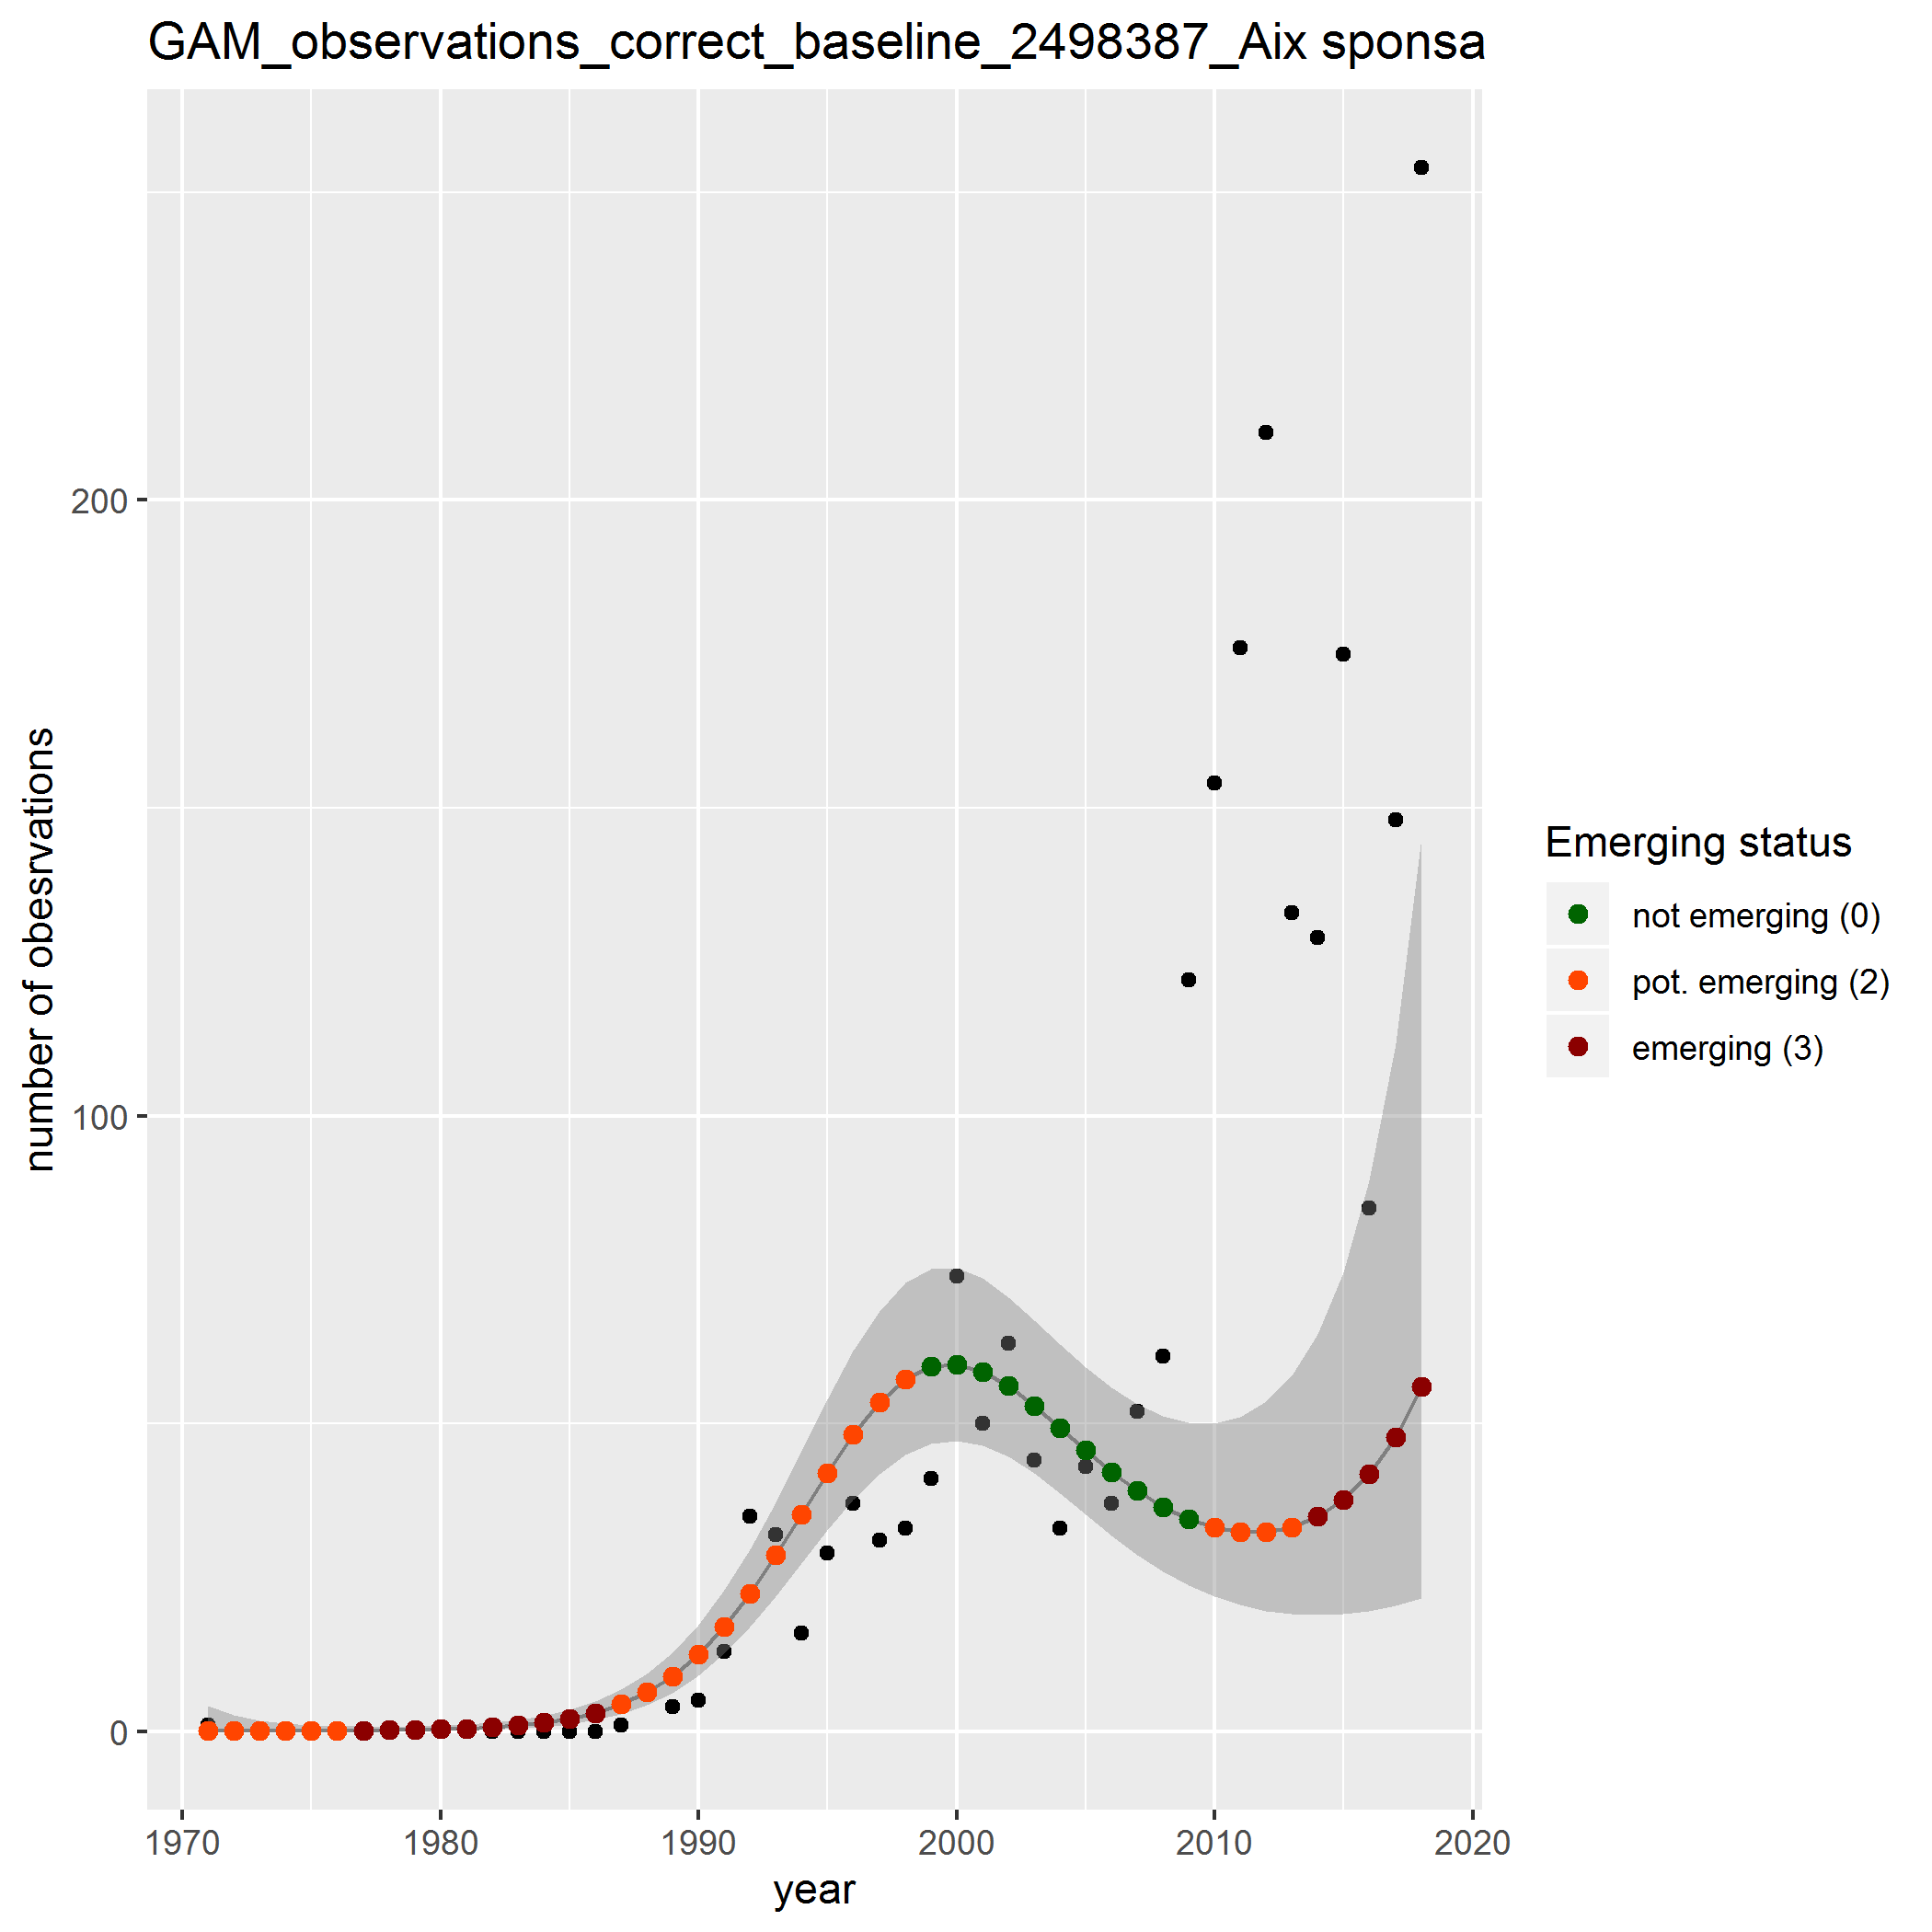 GAM_observations_correct_baseline_2498387_Aix sponsa
number of obesrvations
200
100
0
1970
1980
1990
2000
2010
2020
year
Emerging status
not emerging (0)
pot. emerging (2)
emerging (3)